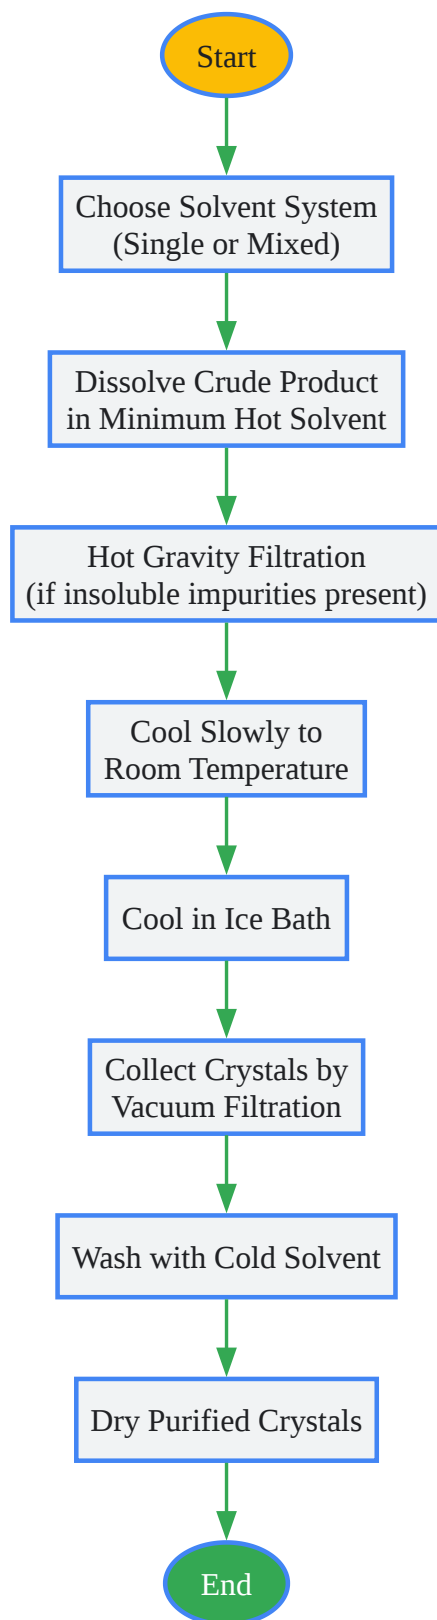 Start
Choose Solvent System
(Single or Mixed)
Dissolve Crude Product
in Minimum Hot Solvent
Hot Gravity Filtration
(if insoluble impurities present)
Cool Slowly to
Room Temperature
Cool in Ice Bath
Collect Crystals by
Vacuum Filtration
Wash with Cold Solvent
Dry Purified Crystals
End